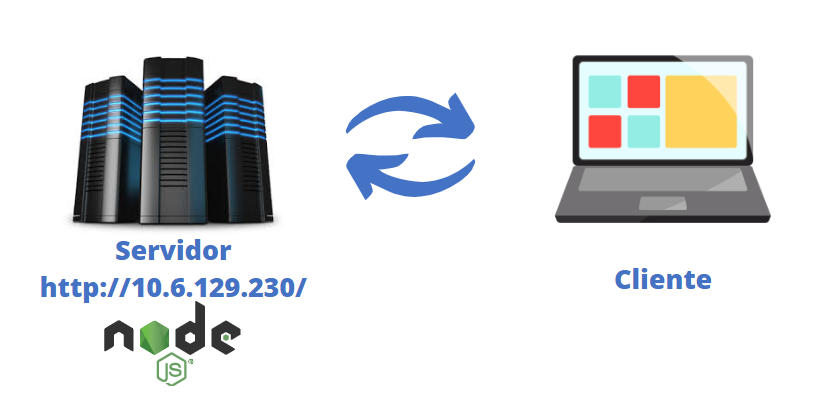 Servidor
http://10.6.129.230/
Cliente
node
JS